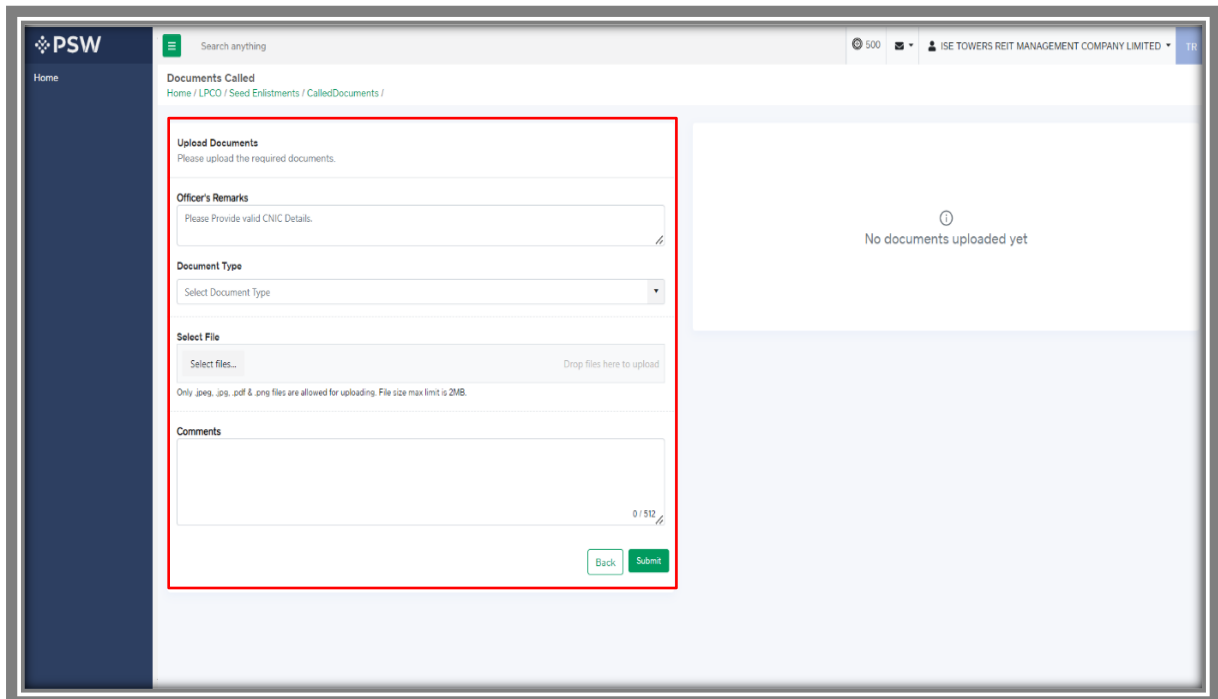 PSW
Search anything
500
ISE TOWERS REIT MANAGEMENT COMPANY LIMITED
TR
Home
Documents Called
Home / LPCO / Seed Enlistments / CalledDocuments /
Upload Documents
Please upload the required documents.
Officer's Remarks
Please Provide valid CNIC Details.
Document Type
Select Document Type
Select File
Select files...
Drop files here to upload
Only .jpeg, .jpg, .pdf & .png files are allowed for uploading. File size max limit is 2MB.
Comments
0 / 512
Back
Submit
No documents uploaded yet